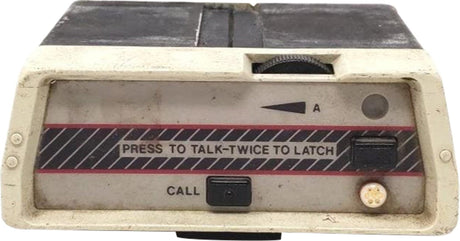 A
PRESS TO TALK-TWICE TO LATCH
CALL